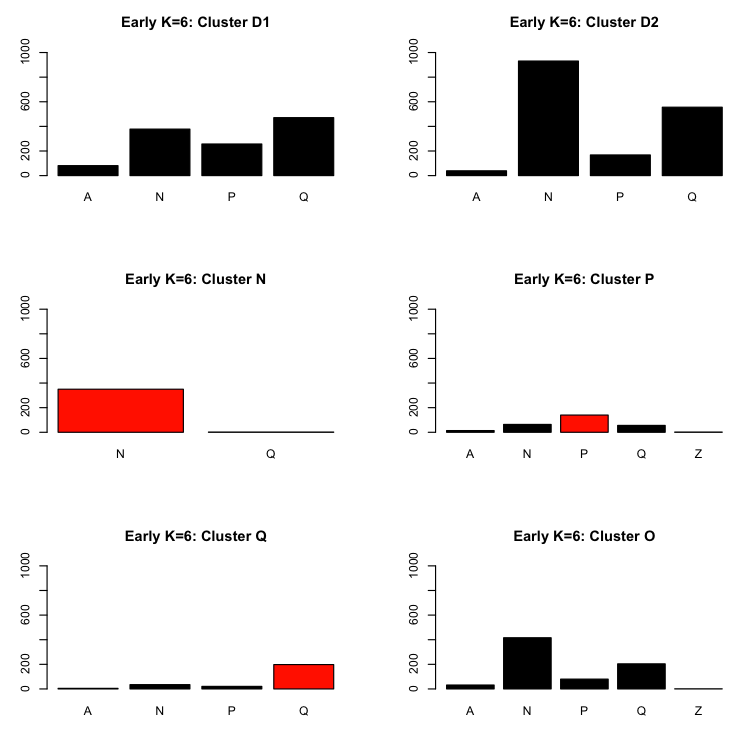 Early K=6: Cluster D1
1000
600
200
0
A N P Q
Early K=6: Cluster D2
1000
600
200
0
A N P Q
Early K=6: Cluster N
1000
600
200
0
N Q
Early K=6: Cluster P
1000
600
200
0
A N P Q Z
Early K=6: Cluster Q
1000
600
200
0
A N P Q
Early K=6: Cluster O
1000
600
200
0
A N P Q Z